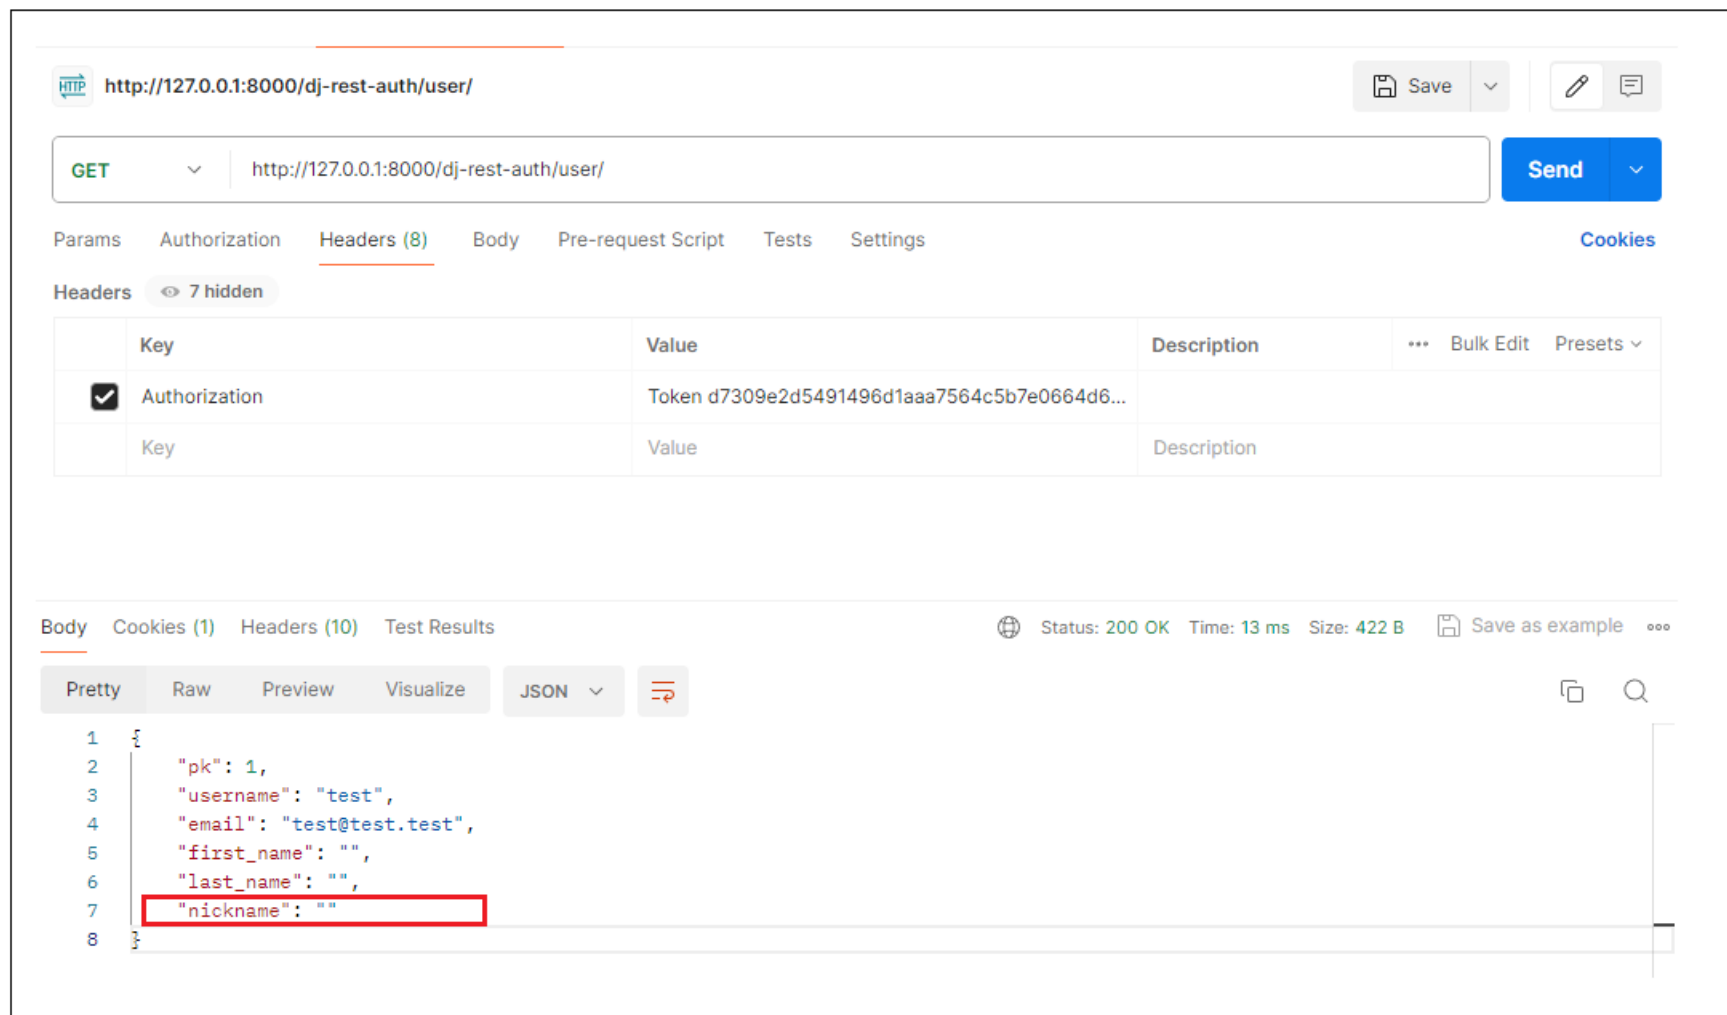 HTTP http://127.0.0.1:8000/dj-rest-auth/user/ Save
GET http://127.0.0.1:8000/dj-rest-auth/user/ Send
Params Authorization Headers (8) Body Pre-request Script Tests Settings Cookies
Headers 7 hidden
Key Value Description ••• Bulk Edit Presets
Authorization Token d7309e2d5491496d1aaa7564c5b7e0664d6...
Key Value Description
Body Cookies (1) Headers (10) Test Results Status: 200 OK Time: 13 ms Size: 422 B Save as example
Pretty Raw Preview Visualize JSON
1 {
2 "pk": 1,
3 "username": "test",
4 "email": "test@test.test",
5 "first_name": "",
6 "last_name": "",
7 "nickname": ""
8 }